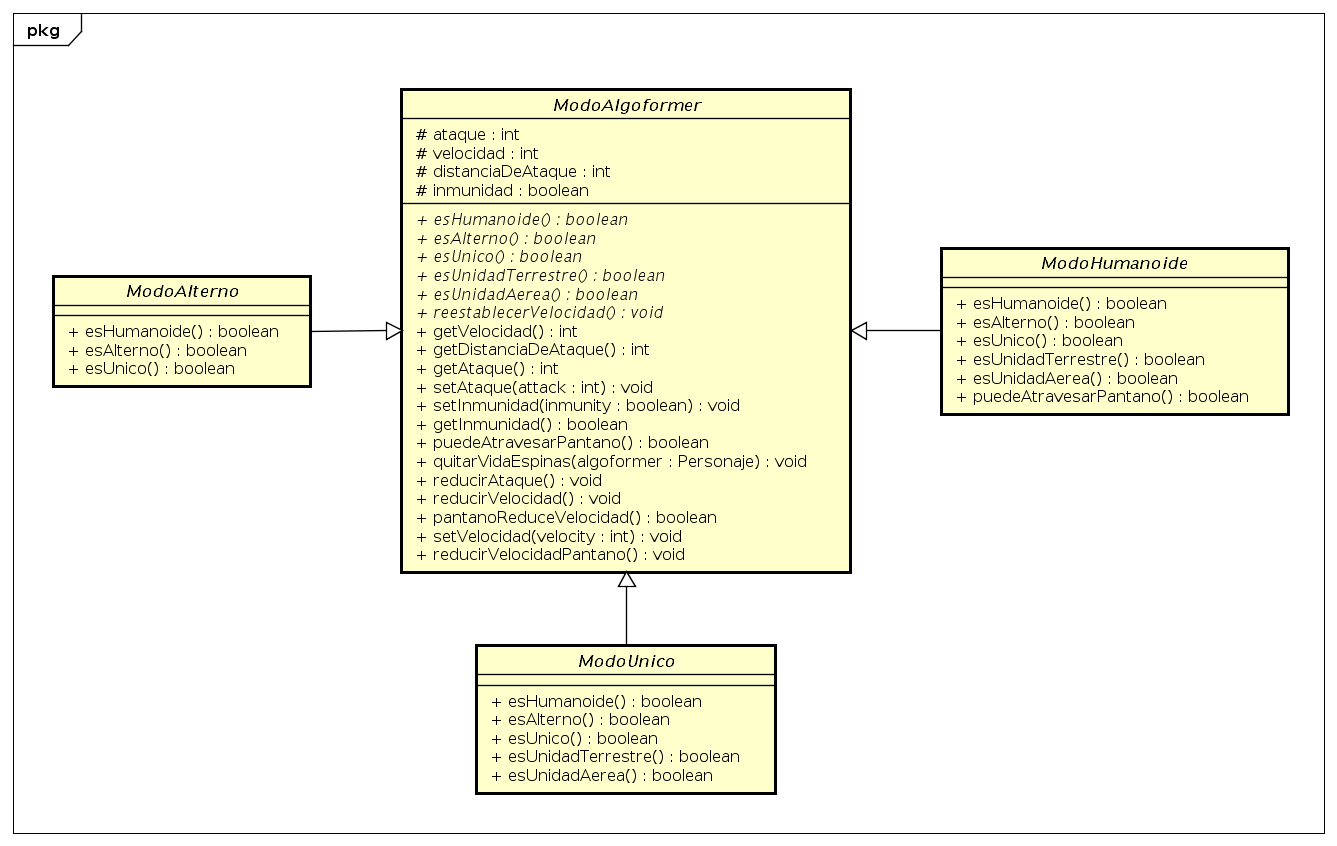 pkg
ModoAlgoformer
# ataque : int
# velocidad : int
# distanciaDeAtaque : int
# inmunidad : boolean
+ esHumanoide() : boolean
+ esAlterno() : boolean
+ esUnico() : boolean
+ esUnidadTerrestre() : boolean
+ esUnidadAerea() : boolean
+ reestablecerVelocidad() : void
+ getVelocidad() : int
+ getDistanciaDeAtaque() : int
+ getAtaque() : int
+ setAtaque(attack : int) : void
+ setInmunidad(inmunity : boolean) : void
+ getInmunidad() : boolean
+ puedeAtravesarPantano() : boolean
+ quitarVidaEspinas(algoformer : Personaje) : void
+ reducirAtaque() : void
+ reducirVelocidad() : void
+ pantanoReduceVelocidad() : boolean
+ setVelocidad(velocity : int) : void
+ reducirVelocidadPantano() : void
ModoAlterno
+ esHumanoide() : boolean
+ esAlterno() : boolean
+ esUnico() : boolean
ModoHumanoide
+ esHumanoide() : boolean
+ esAlterno() : boolean
+ esUnico() : boolean
+ esUnidadTerrestre() : boolean
+ esUnidadAerea() : boolean
+ puedeAtravesarPantano() : boolean
ModoUnico
+ esHumanoide() : boolean
+ esAlterno() : boolean
+ esUnico() : boolean
+ esUnidadTerrestre() : boolean
+ esUnidadAerea() : boolean